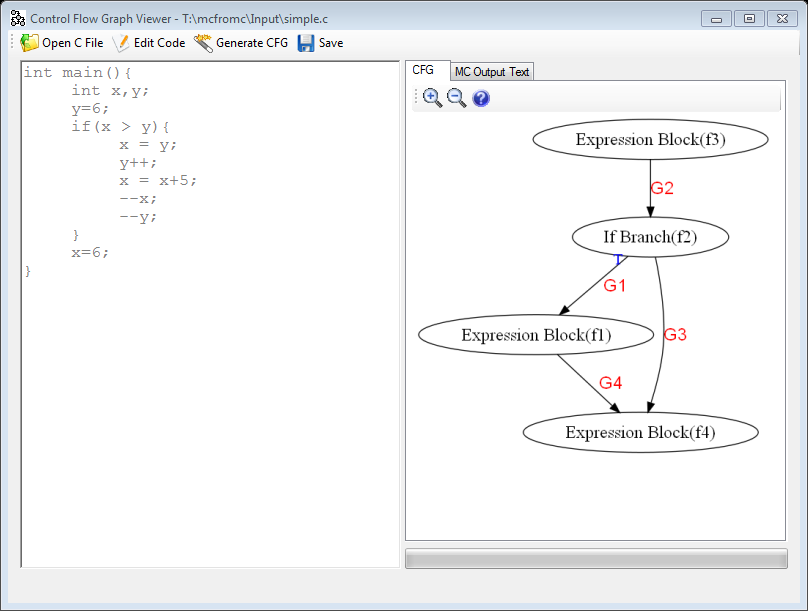 Control Flow Graph Viewer - T:\mcfromc\Input\simple.c
Open C File Edit Code Generate CFG Save
int main(){
int x,y;
y=6;
if(x > y){
x = y;
y++;
x = x+5;
--x;
--y;
}
x=6;
}
CFG MC Output Text
Expression Block(f3)
G2
If Branch(f2)
T
G1
Expression Block(f1)
G3
G4
Expression Block(f4)